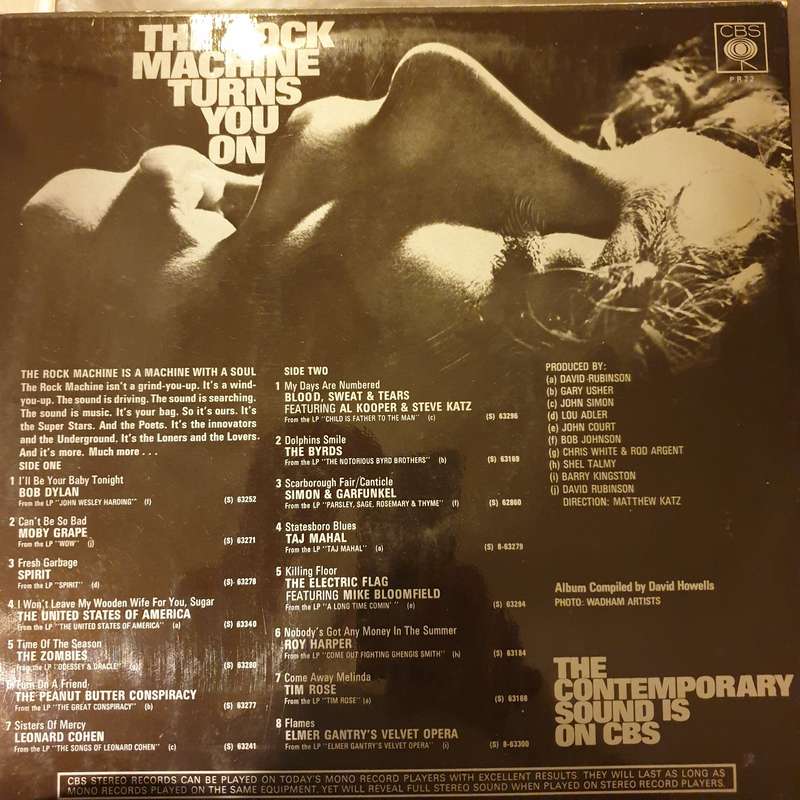 THE ROCK
MACHINE
TURNS
YOU
ON
CBS
PR22
THE ROCK MACHINE IS A MACHINE WITH A SOUL
The Rock Machine isn't a grind-you-up. It's a wind-
you-up. The sound is driving. The sound is searching.
The sound is music. It's your bag. So it's ours. It's
the Super Stars. And the Poets. It's the innovators
and the Underground. It's the Loners and the Lovers.
And it's more. Much more . . .
SIDE ONE
1 I'll Be Your Baby Tonight
BOB DYLAN
From the LP "JOHN WESLEY HARDING" (f) (S) 63252
2 Can't Be So Bad
MOBY GRAPE
From the LP "WOW" (j) (S) 63271
3 Fresh Garbage
SPIRIT
From the LP "SPIRIT" (d) (S) 63278
4 I Won't Leave My Wooden Wife For You, Sugar
THE UNITED STATES OF AMERICA
From the LP "THE UNITED STATES OF AMERICA" (a) (S) 63340
5 Time Of The Season
THE ZOMBIES
From the LP "ODESSEY & ORACLE" (g) (S) 63280
6 Turn On A Friend
THE PEANUT BUTTER CONSPIRACY
From the LP "THE GREAT CONSPIRACY" (b) (S) 63277
7 Sisters Of Mercy
LEONARD COHEN
From the LP "THE SONGS OF LEONARD COHEN" (c) (S) 63241
SIDE TWO
1 My Days Are Numbered
BLOOD, SWEAT & TEARS
FEATURING AL KOOPER & STEVE KATZ
From the LP "CHILD IS FATHER TO THE MAN" (c) (S) 63296
2 Dolphins Smile
THE BYRDS
From the LP "THE NOTORIOUS BYRD BROTHERS" (b) (S) 63169
3 Scarborough Fair/Canticle
SIMON & GARFUNKEL
From the LP "PARSLEY, SAGE, ROSEMARY & THYME" (f) (S) 62860
4 Statesboro Blues
TAJ MAHAL
From the LP "TAJ MAHAL" (a) (S) 8-63279
5 Killing Floor
THE ELECTRIC FLAG
FEATURING MIKE BLOOMFIELD
From the LP "A LONG TIME COMIN'" (e) (S) 63294
6 Nobody's Got Any Money In The Summer
ROY HARPER
From the LP "COME OUT FIGHTING GHENGIS SMITH" (h) (S) 63184
7 Come Away Melinda
TIM ROSE
From the LP "TIM ROSE" (a) (S) 63168
8 Flames
ELMER GANTRY'S VELVET OPERA
From the LP "ELMER GANTRY'S VELVET OPERA" (i) (S) 8-63300
PRODUCED BY:
(a) DAVID RUBINSON
(b) GARY USHER
(c) JOHN SIMON
(d) LOU ADLER
(e) JOHN COURT
(f) BOB JOHNSON
(g) CHRIS WHITE & ROD ARGENT
(h) SHEL TALMY
(i) BARRY KINGSTON
(j) DAVID RUBINSON
DIRECTION: MATTHEW KATZ
Album Compiled by David Howells
PHOTO: WADHAM ARTISTS
THE
CONTEMPORARY
SOUND IS
ON CBS
CBS STEREO RECORDS CAN BE PLAYED ON TODAY'S MONO RECORD PLAYERS WITH EXCELLENT RESULTS. THEY WILL LAST AS LONG AS
MONO RECORDS PLAYED ON THE SAME EQUIPMENT, YET WILL REVEAL FULL STEREO SOUND WHEN PLAYED ON STEREO RECORD PLAYERS.